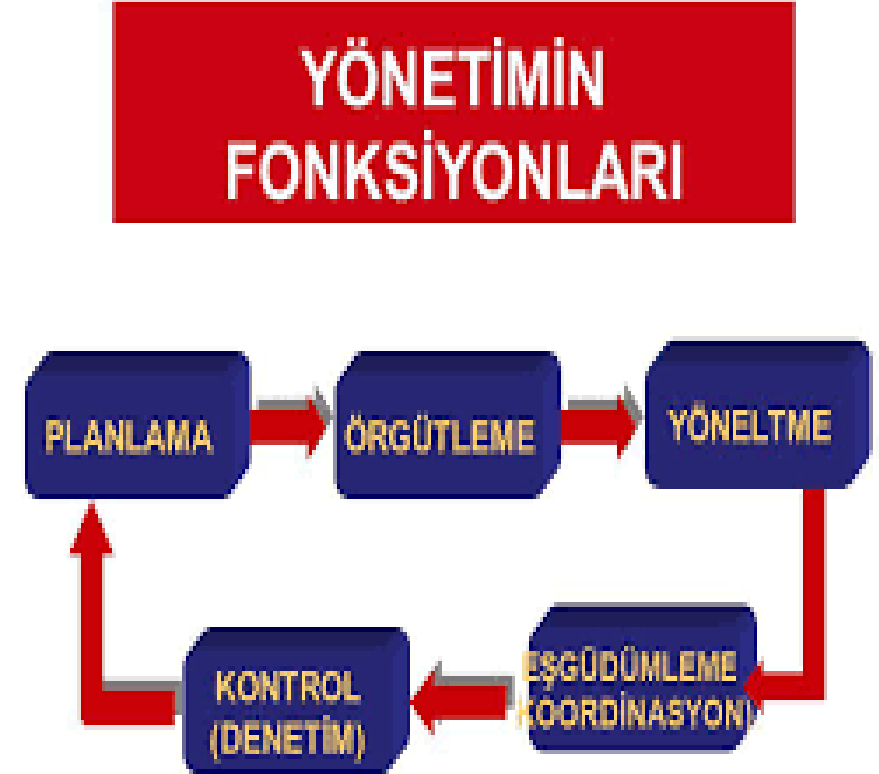 YÖNETİMİN
FONKSİYONLARI
PLANLAMA
ÖRGÜTLEME
YÖNELTME
EŞGÜDÜMLEME
KOORDİNASYON)
KONTROL
(DENETİM)